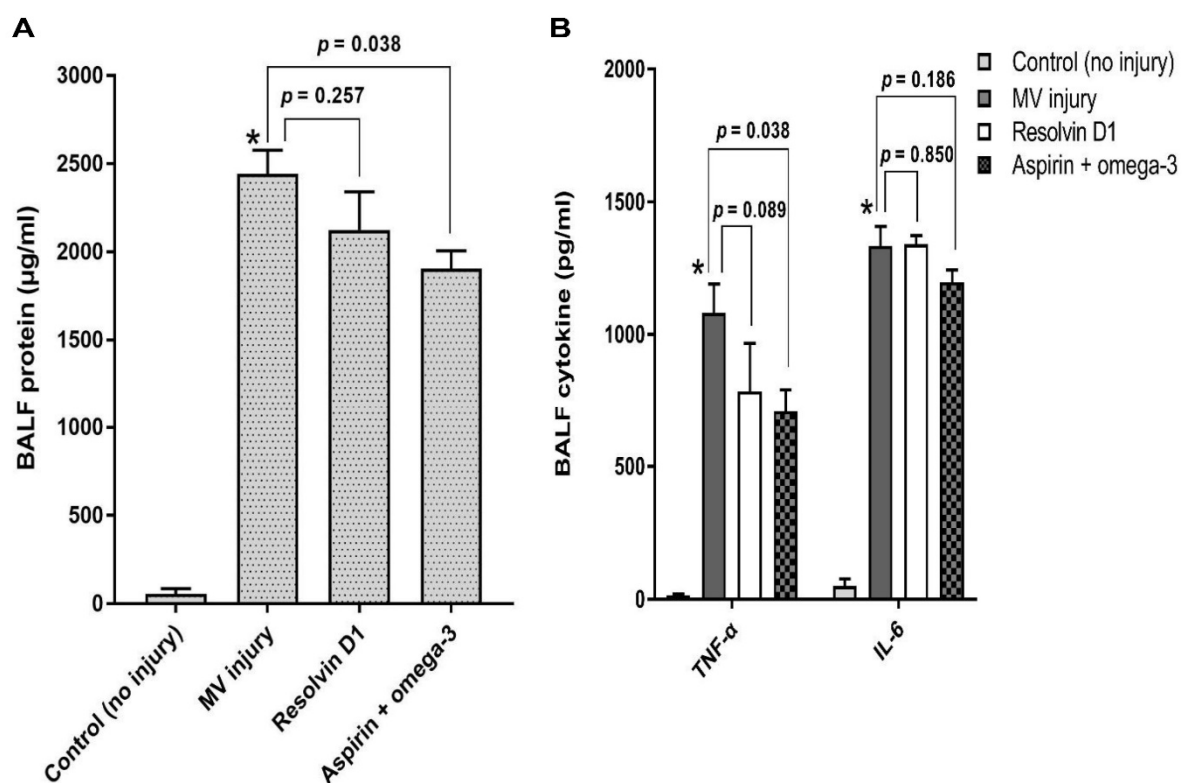 A
BALF protein (µg/ml)
3000
2500
2000
1500
1000
500
0
p = 0.038
p = 0.257
*
Control (no injury)
MV injury
Resolvin D1
Aspirin + omega-3
B
BALF cytokine (pg/ml)
2000
1500
1000
500
0
p = 0.186
p = 0.038
p = 0.850
p = 0.089
*
*
TNF-α
IL-6
Control (no injury)
MV injury
Resolvin D1
Aspirin + omega-3